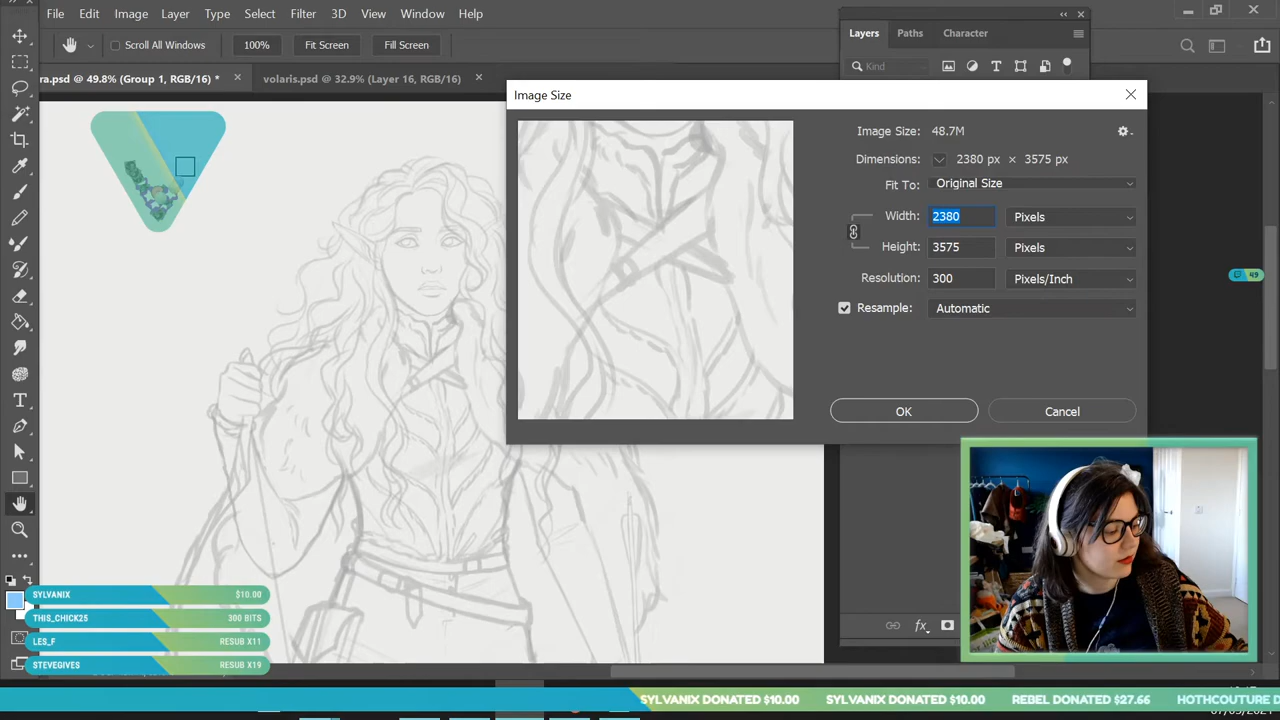 File Edit Image Layer Type Select Filter 3D View Window Help
Scroll All Windows 100% Fit Screen Fill Screen
ra.psd @ 49.8% (Group 1, RGB/16) *
volaris.psd @ 32.9% (Layer 16, RGB/16)
Layers Paths Character
Kind
Image Size
Image Size: 48.7M
Dimensions: 2380 px × 3575 px
Fit To: Original Size
Width: 2380 Pixels
Height: 3575 Pixels
Resolution: 300 Pixels/Inch
Resample: Automatic
OK Cancel
49
fx
SYLVANIX $10.00
THIS_CHICK25 300 BITS
LES_F RESUB X11
STEVEGIVES RESUB X19
SYLVANIX DONATED $10.00 SYLVANIX DONATED $10.00 REBEL DONATED $27.66 HOTHCOUTURE